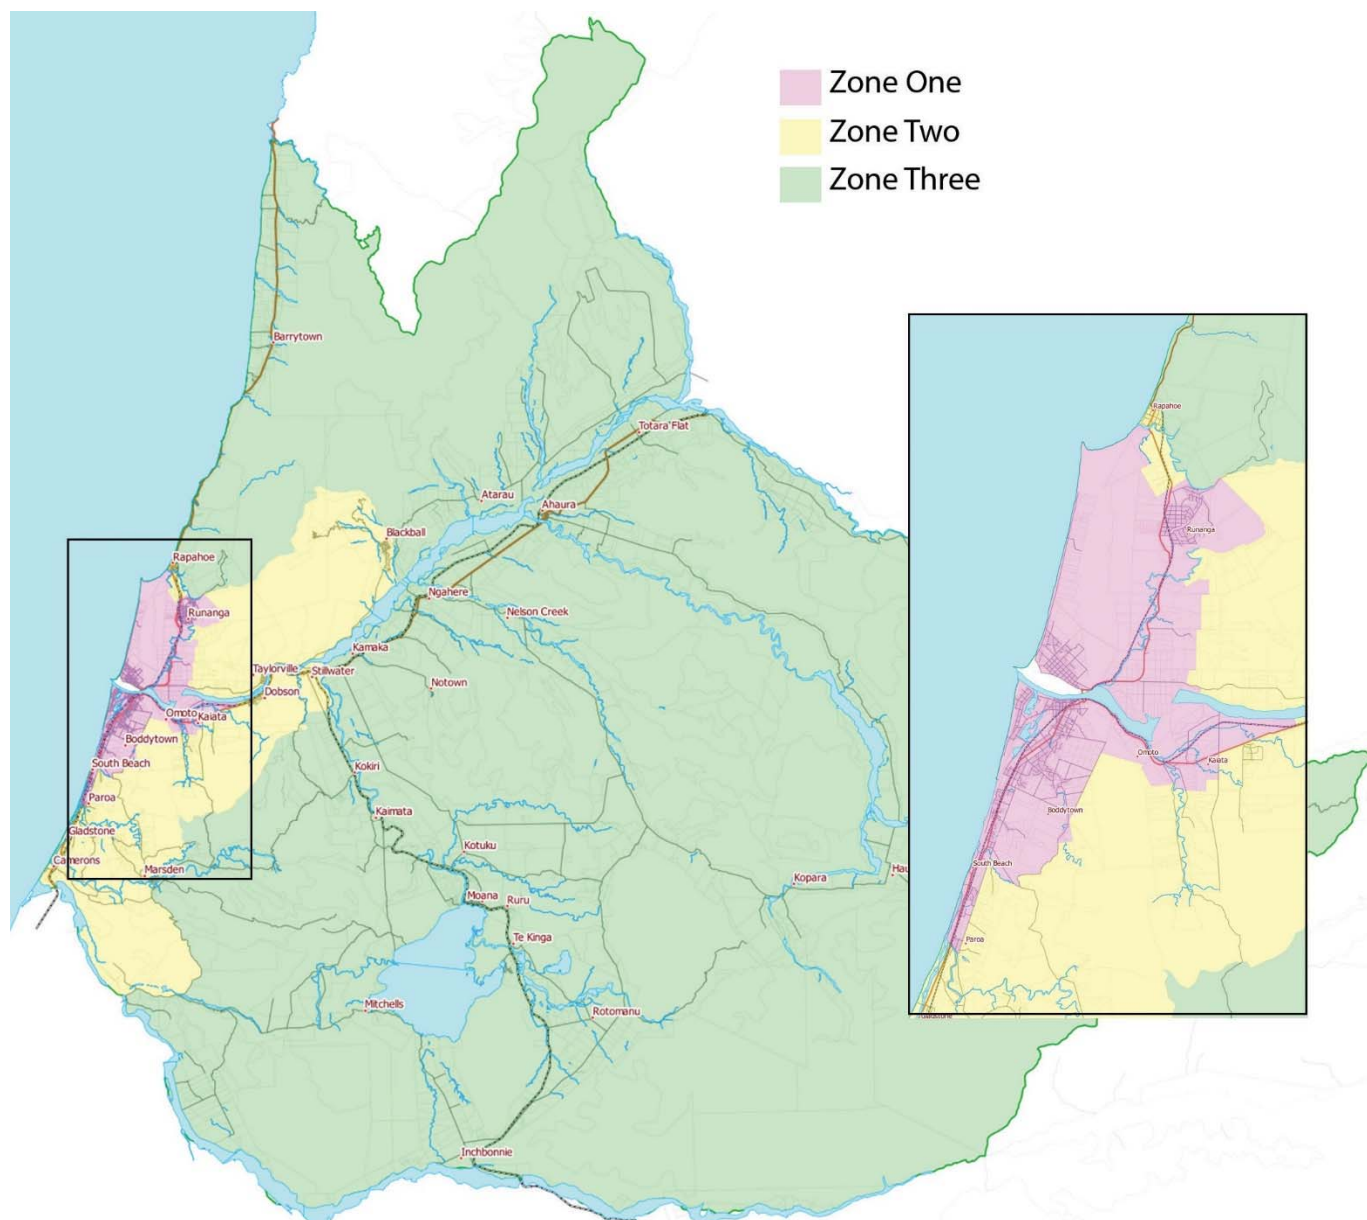 Zone One
Zone Two
Zone Three
Barrytown
Totara Flat
Atarau
Ahaura
Blackball
Rapahoe
Ngahere
Runanga
Nelson Creek
Kamaka
Taylorville
Stillwater
Notown
Dobson
Omoto
Kaiata
Boddytown
South Beach
Kokiri
Paroa
Kaimata
Gladstone
Kotuku
Camerons
Marsden
Kopara
Moana
Ruru
Te Kinga
Mitchells
Rotomanu
Inchbonnie
Rapahoe
Runanga
Omoto
Kaiata
Boddytown
South Beach
Paroa
Gladstone